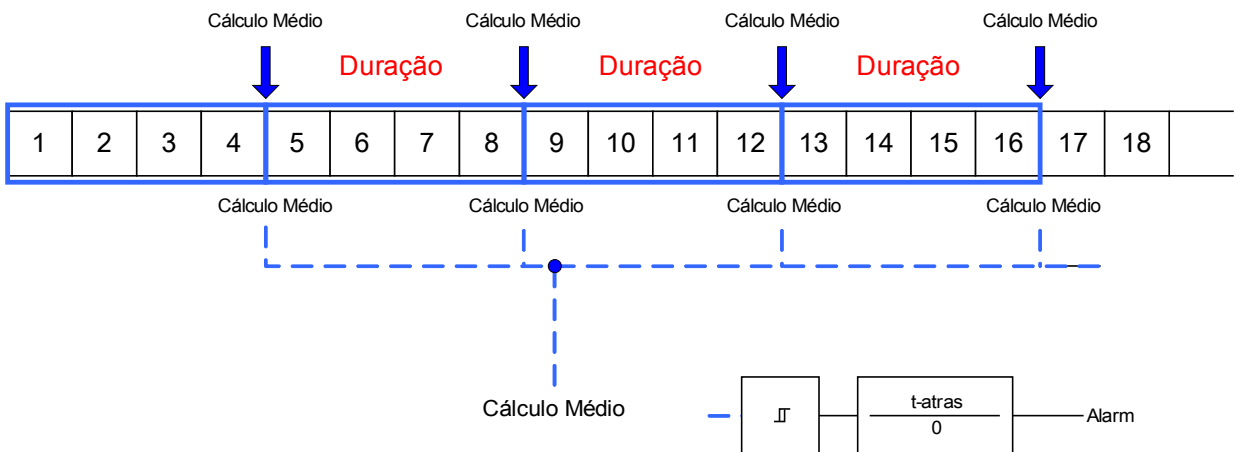 Cálculo Médio Cálculo Médio Cálculo Médio Cálculo Médio
Duração Duração Duração
1 2 3 4 5 6 7 8 9 10 11 12 13 14 15 16 17 18
Cálculo Médio Cálculo Médio Cálculo Médio Cálculo Médio
Cálculo Médio
t-atras
0
Alarm